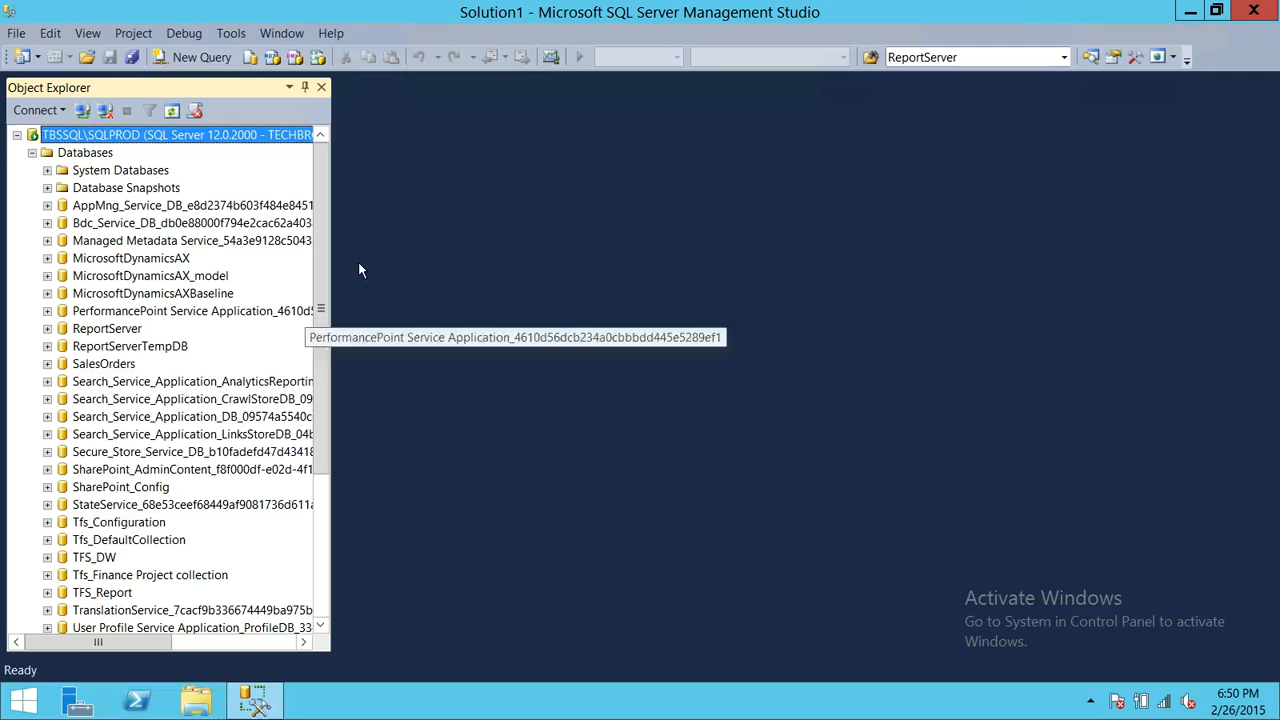 Solution1 - Microsoft SQL Server Management Studio
File Edit View Project Debug Tools Window Help
New Query
ReportServer
Object Explorer
Connect
TBSSQL\SQLPROD (SQL Server 12.0.2000 - TECHBR
Databases
System Databases
Database Snapshots
AppMng_Service_DB_e8d2374b603f484e8451
Bdc_Service_DB_db0e88000f794e2cac62a403
Managed Metadata Service_54a3e9128c5043
MicrosoftDynamicsAX
MicrosoftDynamicsAX_model
MicrosoftDynamicsAXBaseline
PerformancePoint Service Application_4610d5
ReportServer
PerformancePoint Service Application_4610d56dcb234a0cbbbdd445e5289ef1
ReportServerTempDB
SalesOrders
Search_Service_Application_AnalyticsReportin
Search_Service_Application_CrawlStoreDB_09
Search_Service_Application_DB_09574a5540c
Search_Service_Application_LinksStoreDB_04b
Secure_Store_Service_DB_b10fadefd47d43418
SharePoint_AdminContent_f8f000df-e02d-4f1
SharePoint_Config
StateService_68e53ceef68449af9081736d611a
Tfs_Configuration
Tfs_DefaultCollection
TFS_DW
Tfs_Finance Project collection
TFS_Report
TranslationService_7cacf9b336674449ba975b
User Profile Service Application_ProfileDB_33
Activate Windows
Go to System in Control Panel to activate
Windows.
Ready
6:50 PM
2/26/2015